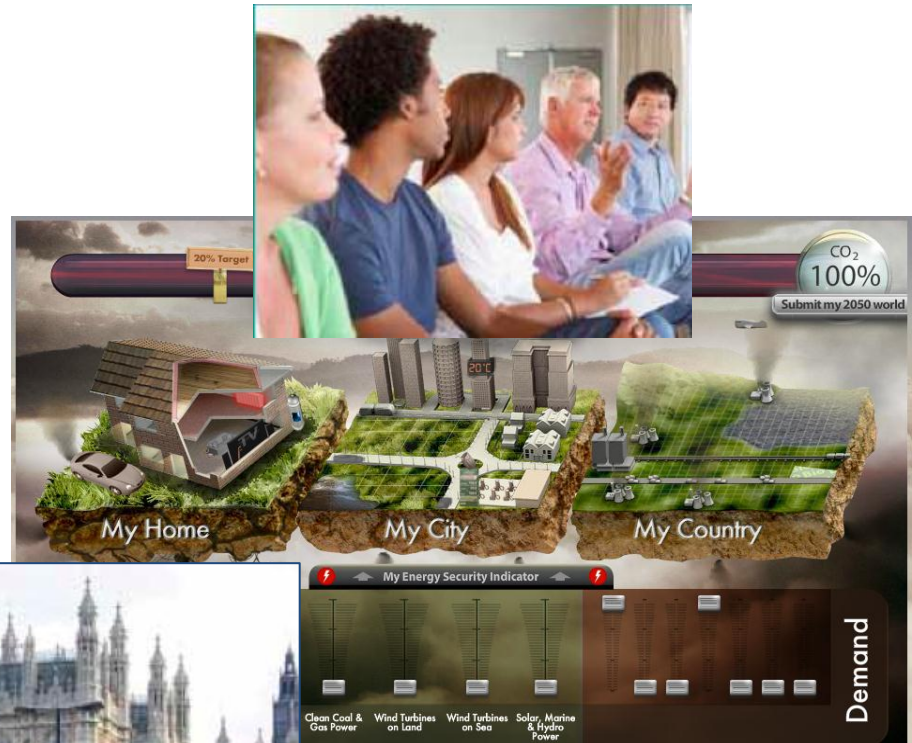 20% Target
CO₂
100%
Submit my 2050 world
20°C
TV
My Home
My City
My Country
My Energy Security Indicator
Clean Coal &
Gas Power
Wind Turbines
on Land
Wind Turbines
on Sea
Solar, Marine
& Hydro
Power
Demand